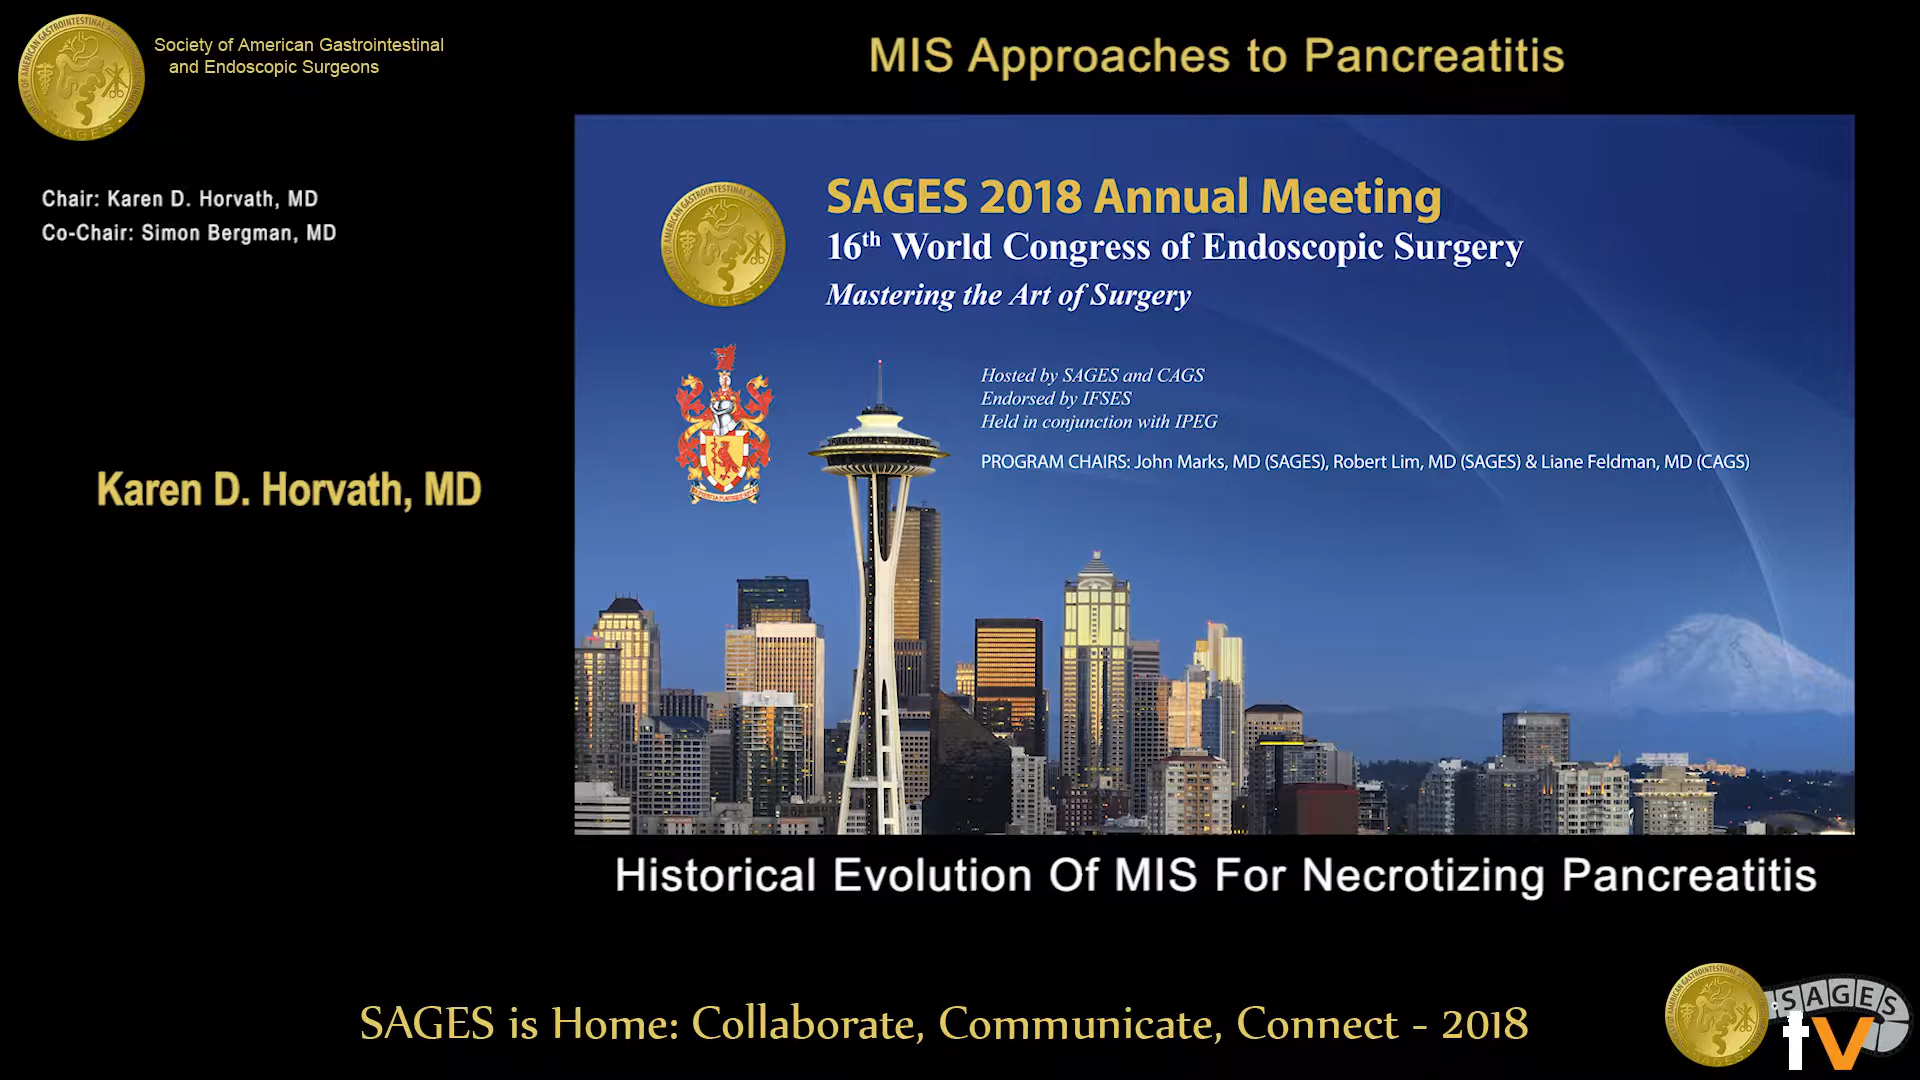 Society of American Gastrointestinal
and Endoscopic Surgeons
MIS Approaches to Pancreatitis
Chair: Karen D. Horvath, MD
Co-Chair: Simon Bergman, MD
Karen D. Horvath, MD
SAGES 2018 Annual Meeting
16th World Congress of Endoscopic Surgery
Mastering the Art of Surgery
Hosted by SAGES and CAGS
Endorsed by IFSES
Held in conjunction with IPEG
PROGRAM CHAIRS: John Marks, MD (SAGES), Robert Lim, MD (SAGES) & Liane Feldman, MD (CAGS)
Historical Evolution Of MIS For Necrotizing Pancreatitis
SAGES is Home: Collaborate, Communicate, Connect - 2018
SAGES
tv